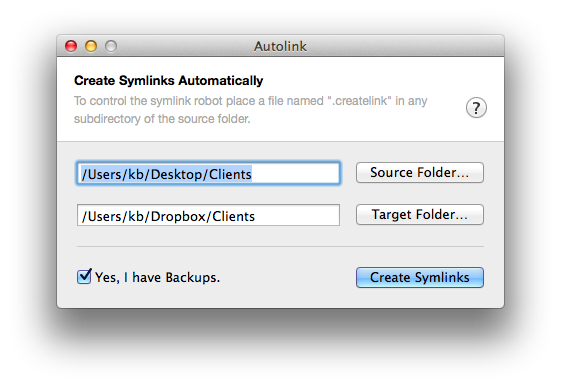 Autolink
Create Symlinks Automatically
To control the symlink robot place a file named ".createlink" in any
subdirectory of the source folder.
?
/Users/kb/Desktop/Clients
Source Folder...
/Users/kb/Dropbox/Clients
Target Folder...
Yes, I have Backups.
Create Symlinks